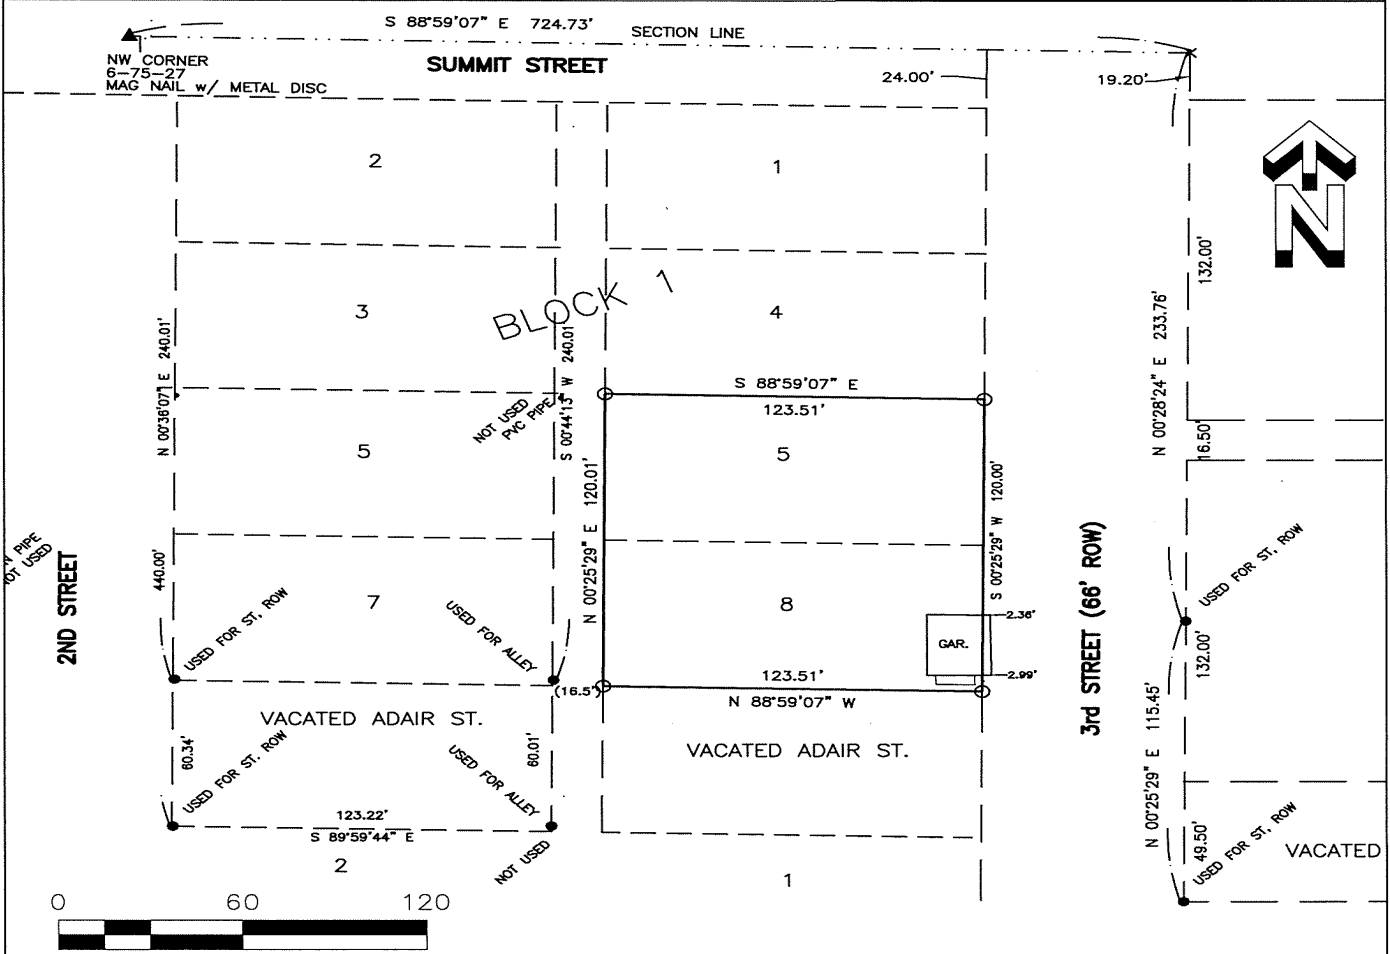 S 88°59'07" E 724.73'
SECTION LINE
NW CORNER
6-75-27
MAG NAIL w/ METAL DISC
SUMMIT STREET
24.00'
19.20'
2
1
N
132.00'
3
BLOCK 1
4
N 00°36'07" E 240.01'
S 00°44'13" W 240.01'
N 00°28'24" E 233.76'
S 88°59'07" E
123.51'
NOT USED
PVC PIPE
16.50'
5
5
N 00°25'29" E 120.01'
S 00°25'29" W 120.00'
PIPE
NOT USED
2ND STREET
440.00'
7
8
USED FOR ST. ROW
USED FOR ALLEY
GAR.
2.36'
2.99'
3rd STREET (66' ROW)
USED FOR ST, ROW
132.00'
(16.5')
123.51'
N 88°59'07" W
VACATED ADAIR ST.
VACATED ADAIR ST.
60.34'
USED FOR ST. ROW
USED FOR ALLEY
60.01'
N 00°25'29" E 115.45'
123.22'
S 89°59'44" E
NOT USED
49.50'
USED FOR ST, ROW
VACATED
2
1
0 60 120